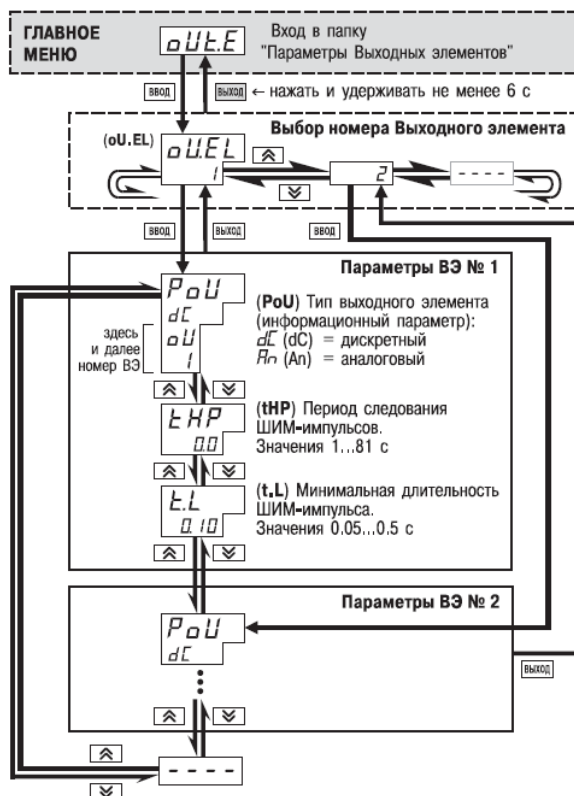 ГЛАВНОЕ
МЕНЮ
oUt.E
Вход в папку
"Параметры Выходных элементов"
ВВОД
ВЫХОД
← нажать и удерживать не менее 6 с
Выбор номера Выходного элемента
(oU.EL)
oU.EL
1
2
- - - -
ВВОД
ВЫХОД
ВВОД
Параметры ВЭ № 1
PoU
dC
oU
1
здесь
и далее
номер ВЭ
(PoU) Тип выходного элемента
(информационный параметр):
dC (dC) = дискретный
An (An) = аналоговый
tHP
0.0
(tHP) Период следования
ШИМ-импульсов.
Значения 1...81 с
t.L
0.10
(t.L) Минимальная длительность
ШИМ-импульса.
Значения 0.05...0.5 с
Параметры ВЭ № 2
PoU
dC
ВЫХОД
- - - -